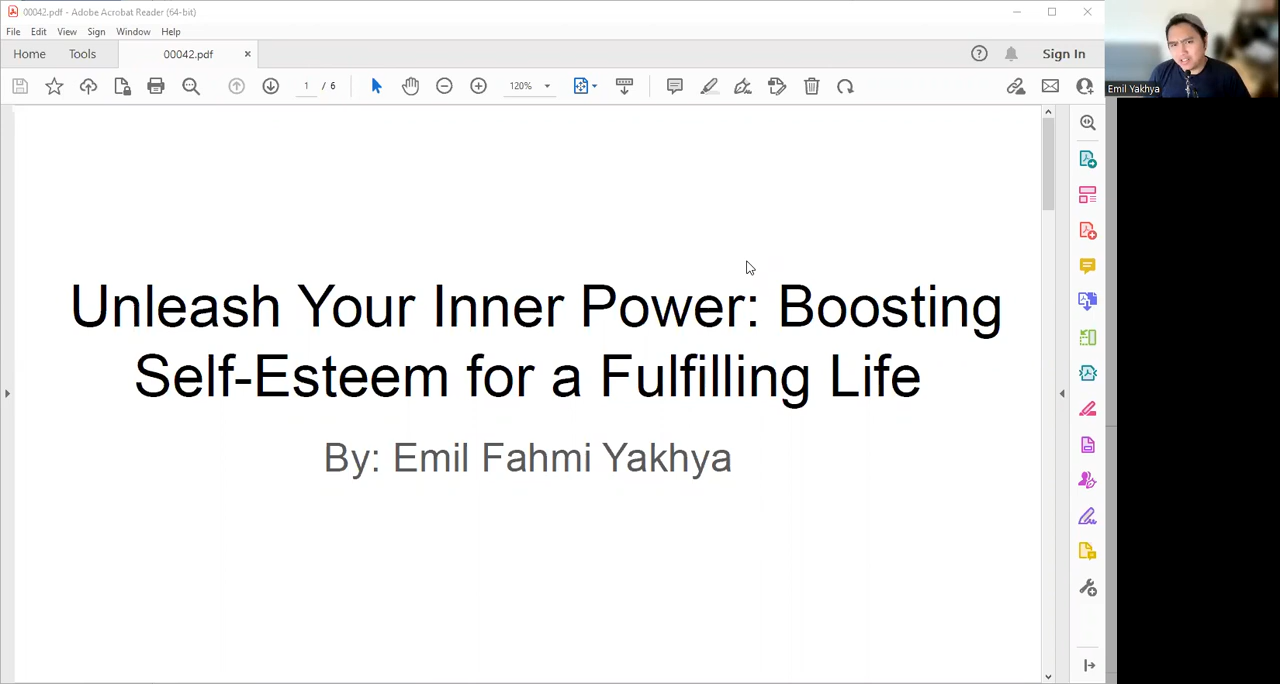 00042.pdf - Adobe Acrobat Reader (64-bit)
File Edit View Sign Window Help
Home Tools 00042.pdf × Sign In
1 / 6 120%
Emil Yakhya
Unleash Your Inner Power: Boosting
Self-Esteem for a Fulfilling Life
By: Emil Fahmi Yakhya